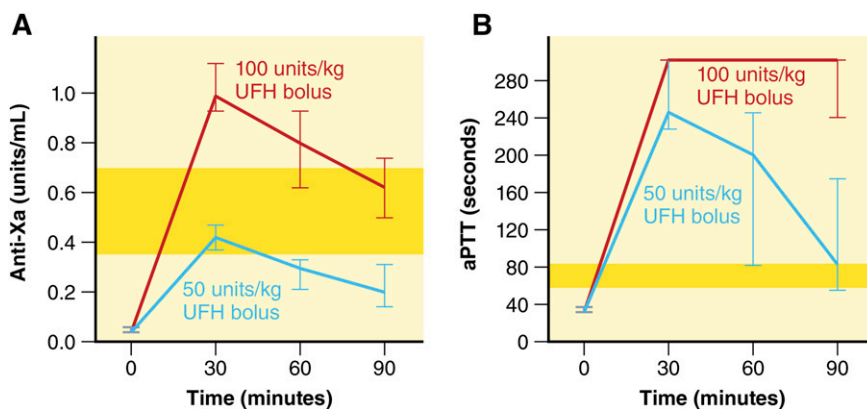 A
Anti-Xa (units/mL)
1.0
0.8
0.6
0.4
0.2
0.0
100 units/kg
UFH bolus
50 units/kg
UFH bolus
0
30
60
90
Time (minutes)
B
aPTT (seconds)
280
240
200
160
120
80
40
0
100 units/kg
UFH bolus
50 units/kg
UFH bolus
0
30
60
90
Time (minutes)